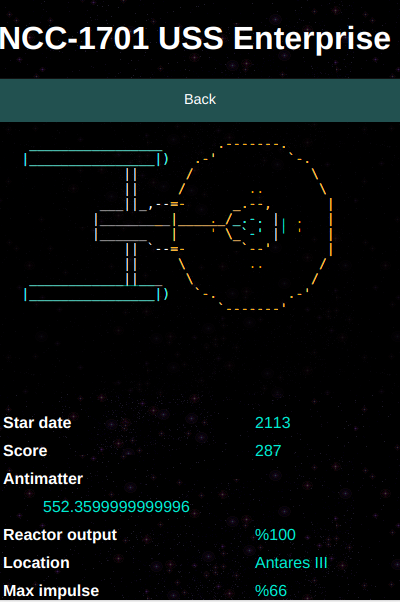 NCC-1701 USS Enterprise
Back
Star date 2113
Score 287
Antimatter
552.3599999999996
Reactor output %100
Location Antares III
Max impulse %66